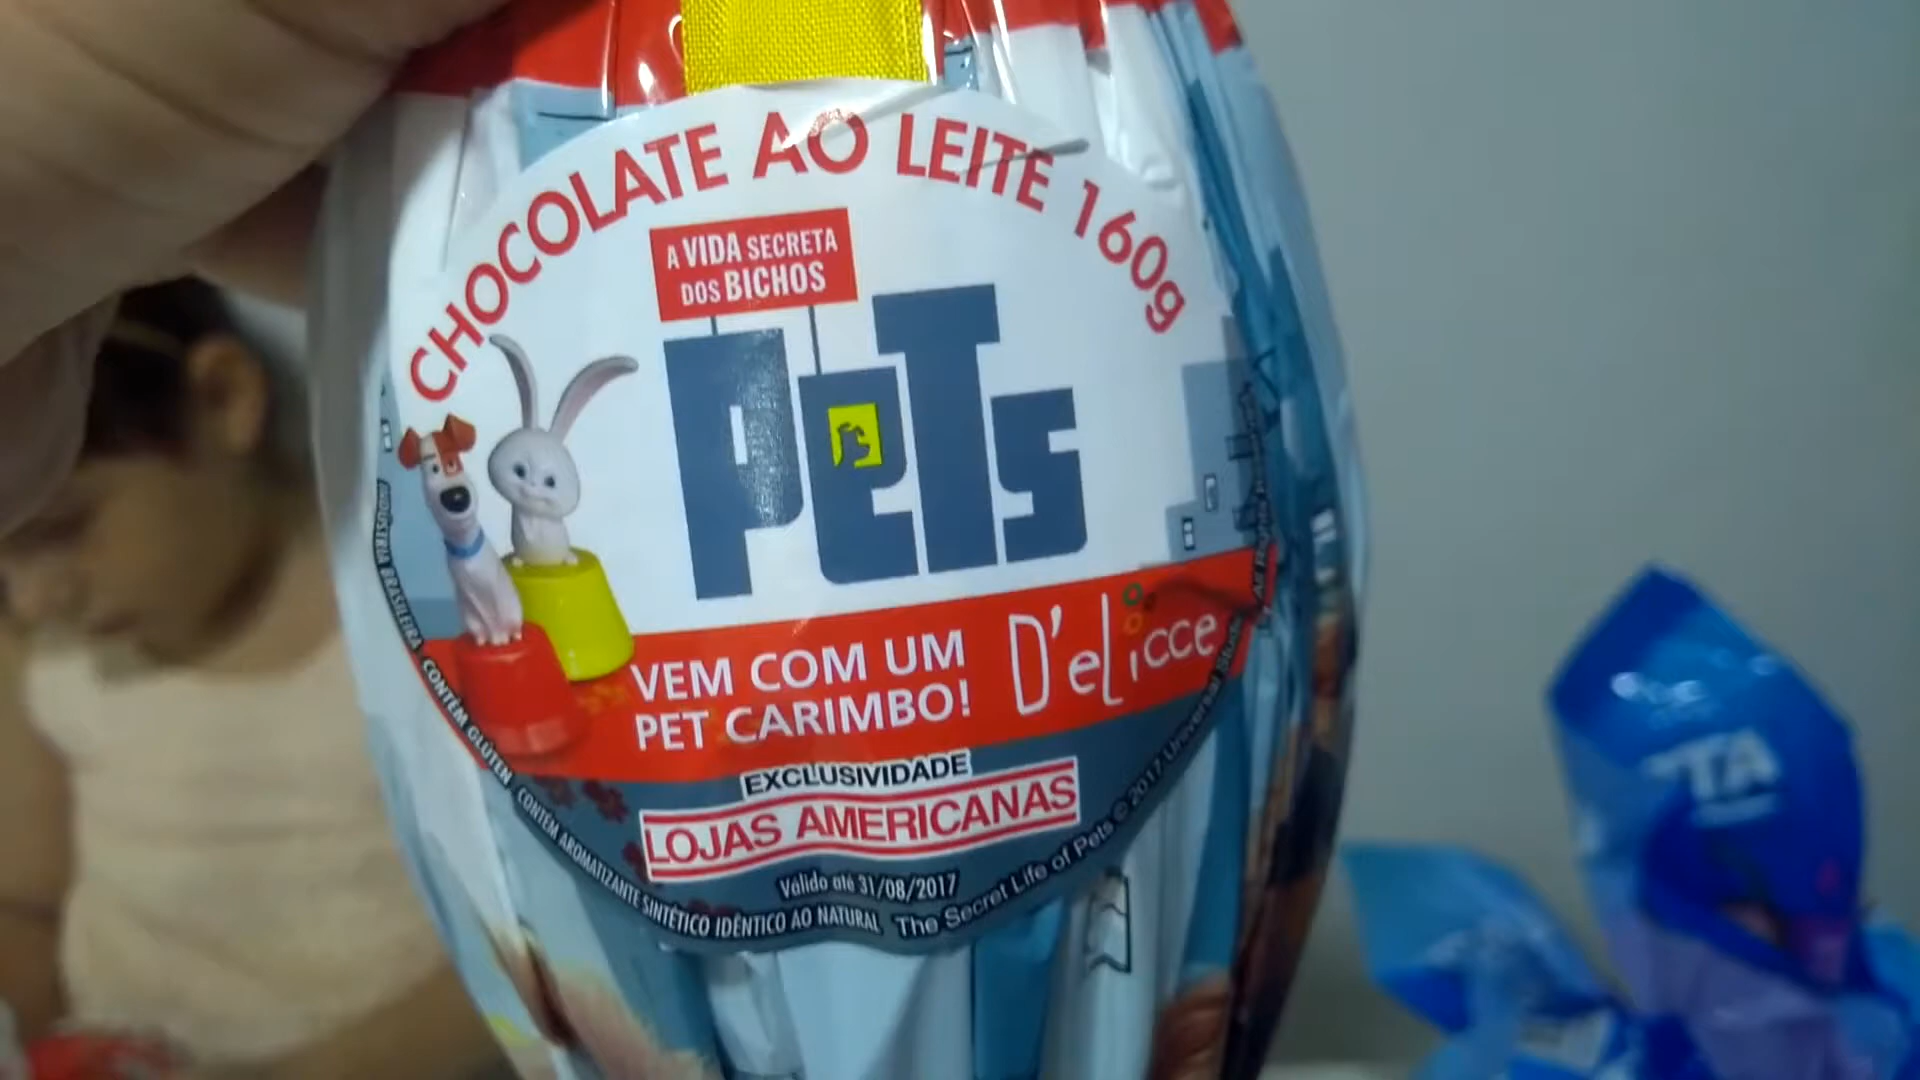 CHOCOLATE AO LEITE 160g
A VIDA SECRETA
DOS BICHOS
PeTs
VEM COM UM
PET CARIMBO!
D'elicce
EXCLUSIVIDADE
LOJAS AMERICANAS
Válido até 31/08/2017
INDÚSTRIA BRASILEIRA CONTÉM GLÚTEN CONTÉM AROMATIZANTE SINTÉTICO IDÊNTICO AO NATURAL
The Secret Life of Pets © 2017 Universal
TA